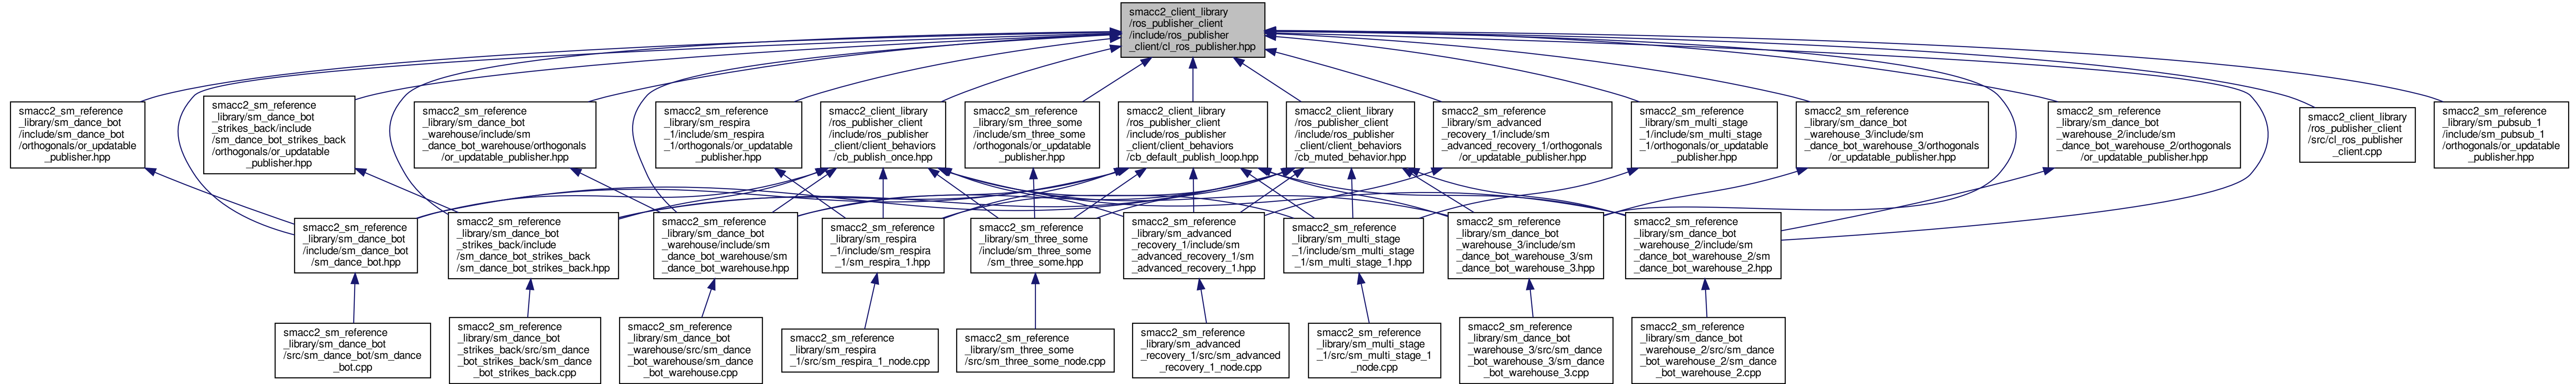 smacc2_client_library
/ros_publisher_client
/include/ros_publisher
_client/cl_ros_publisher.hpp
smacc2_sm_reference
_library/sm_dance_bot
/include/sm_dance_bot
/orthogonals/or_updatable
_publisher.hpp
smacc2_sm_reference
_library/sm_dance_bot
_strikes_back/include
/sm_dance_bot_strikes_back
/orthogonals/or_updatable
_publisher.hpp
smacc2_sm_reference
_library/sm_dance_bot
_warehouse/include/sm
_dance_bot_warehouse/orthogonals
/or_updatable_publisher.hpp
smacc2_sm_reference
_library/sm_respira
_1/include/sm_respira
_1/orthogonals/or_updatable
_publisher.hpp
smacc2_client_library
/ros_publisher_client
/include/ros_publisher
_client/client_behaviors
/cb_publish_once.hpp
smacc2_sm_reference
_library/sm_three_some
/include/sm_three_some
/orthogonals/or_updatable
_publisher.hpp
smacc2_client_library
/ros_publisher_client
/include/ros_publisher
_client/client_behaviors
/cb_default_publish_loop.hpp
smacc2_client_library
/ros_publisher_client
/include/ros_publisher
_client/client_behaviors
/cb_muted_behavior.hpp
smacc2_sm_reference
_library/sm_advanced
_recovery_1/include/sm
_advanced_recovery_1/orthogonals
/or_updatable_publisher.hpp
smacc2_sm_reference
_library/sm_multi_stage
_1/include/sm_multi_stage
_1/orthogonals/or_updatable
_publisher.hpp
smacc2_sm_reference
_library/sm_dance_bot
_warehouse_3/include/sm
_dance_bot_warehouse_3/orthogonals
/or_updatable_publisher.hpp
smacc2_sm_reference
_library/sm_dance_bot
_warehouse_2/include/sm
_dance_bot_warehouse_2/orthogonals
/or_updatable_publisher.hpp
smacc2_client_library
/ros_publisher_client
/src/cl_ros_publisher
_client.cpp
smacc2_sm_reference
_library/sm_pubsub_1
/include/sm_pubsub_1
/orthogonals/or_updatable
_publisher.hpp
smacc2_sm_reference
_library/sm_dance_bot
/include/sm_dance_bot
/sm_dance_bot.hpp
smacc2_sm_reference
_library/sm_dance_bot
_strikes_back/include
/sm_dance_bot_strikes_back
/sm_dance_bot_strikes_back.hpp
smacc2_sm_reference
_library/sm_dance_bot
_warehouse/include/sm
_dance_bot_warehouse/sm
_dance_bot_warehouse.hpp
smacc2_sm_reference
_library/sm_respira
_1/include/sm_respira
_1/sm_respira_1.hpp
smacc2_sm_reference
_library/sm_three_some
/include/sm_three_some
/sm_three_some.hpp
smacc2_sm_reference
_library/sm_advanced
_recovery_1/include/sm
_advanced_recovery_1/sm
_advanced_recovery_1.hpp
smacc2_sm_reference
_library/sm_multi_stage
_1/include/sm_multi_stage
_1/sm_multi_stage_1.hpp
smacc2_sm_reference
_library/sm_dance_bot
_warehouse_3/include/sm
_dance_bot_warehouse_3/sm
_dance_bot_warehouse_3.hpp
smacc2_sm_reference
_library/sm_dance_bot
_warehouse_2/include/sm
_dance_bot_warehouse_2/sm
_dance_bot_warehouse_2.hpp
smacc2_sm_reference
_library/sm_dance_bot
/src/sm_dance_bot/sm_dance
_bot.cpp
smacc2_sm_reference
_library/sm_dance_bot
_strikes_back/src/sm_dance
_bot_strikes_back/sm_dance
_bot_strikes_back.cpp
smacc2_sm_reference
_library/sm_dance_bot
_warehouse/src/sm_dance
_bot_warehouse/sm_dance
_bot_warehouse.cpp
smacc2_sm_reference
_library/sm_respira
_1/src/sm_respira_1_node.cpp
smacc2_sm_reference
_library/sm_three_some
/src/sm_three_some_node.cpp
smacc2_sm_reference
_library/sm_advanced
_recovery_1/src/sm_advanced
_recovery_1_node.cpp
smacc2_sm_reference
_library/sm_multi_stage
_1/src/sm_multi_stage_1
_node.cpp
smacc2_sm_reference
_library/sm_dance_bot
_warehouse_3/src/sm_dance
_bot_warehouse_3/sm_dance
_bot_warehouse_3.cpp
smacc2_sm_reference
_library/sm_dance_bot
_warehouse_2/src/sm_dance
_bot_warehouse_2/sm_dance
_bot_warehouse_2.cpp